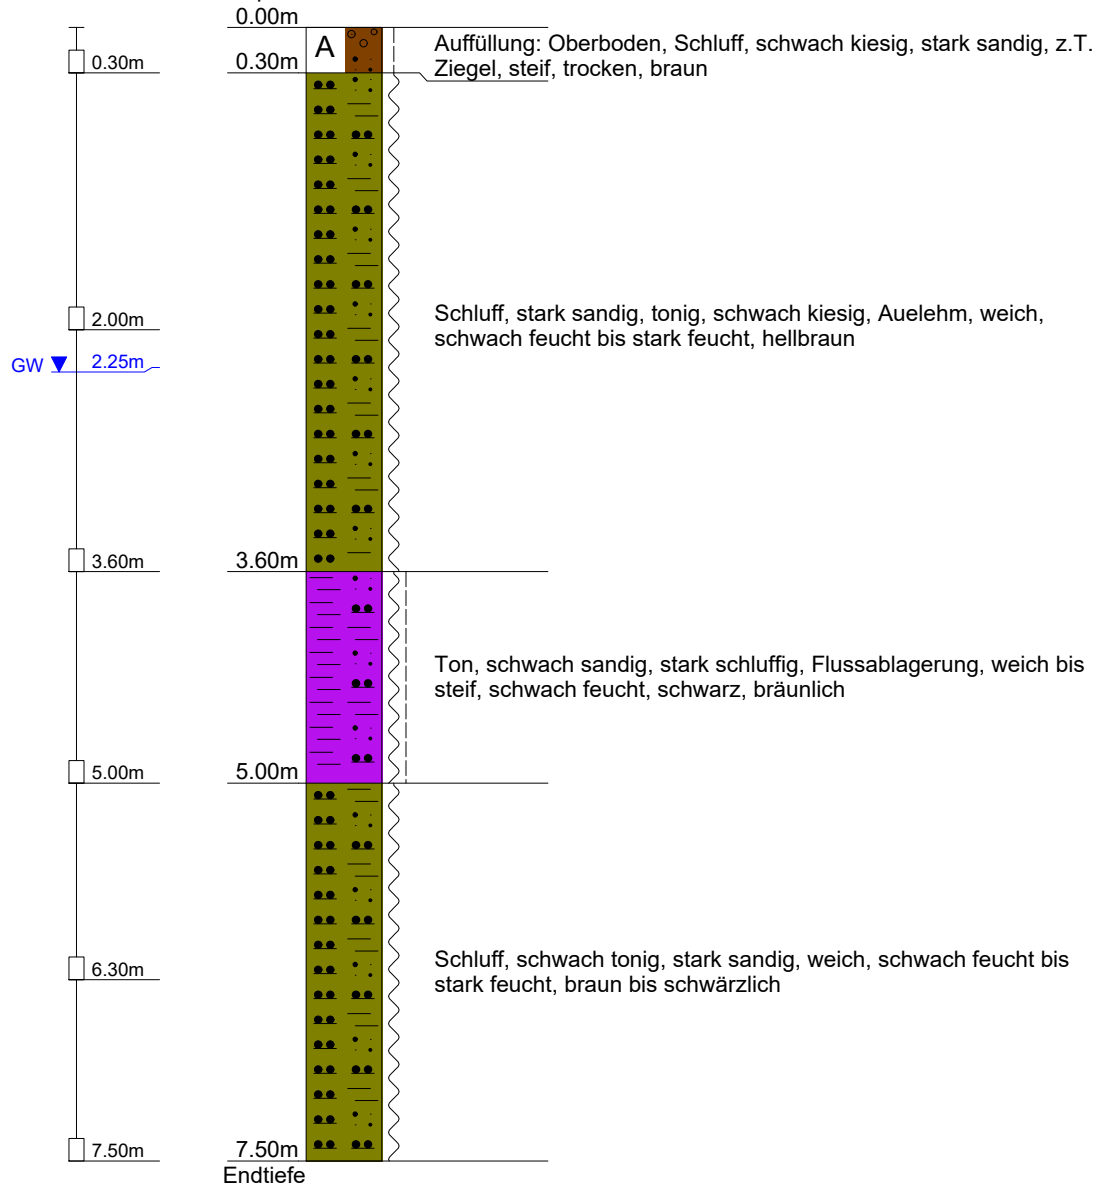 0.00m
A
Auffüllung: Oberboden, Schluff, schwach kiesig, stark sandig, z.T.
Ziegel, steif, trocken, braun
0.30m
0.30m
Schluff, stark sandig, tonig, schwach kiesig, Auelehm, weich,
schwach feucht bis stark feucht, hellbraun
2.00m
GW 2.25m
3.60m
3.60m
Ton, schwach sandig, stark schluffig, Flussablagerung, weich bis
steif, schwach feucht, schwarz, bräunlich
5.00m
5.00m
Schluff, schwach tonig, stark sandig, weich, schwach feucht bis
stark feucht, braun bis schwärzlich
6.30m
7.50m
7.50m
Endtiefe